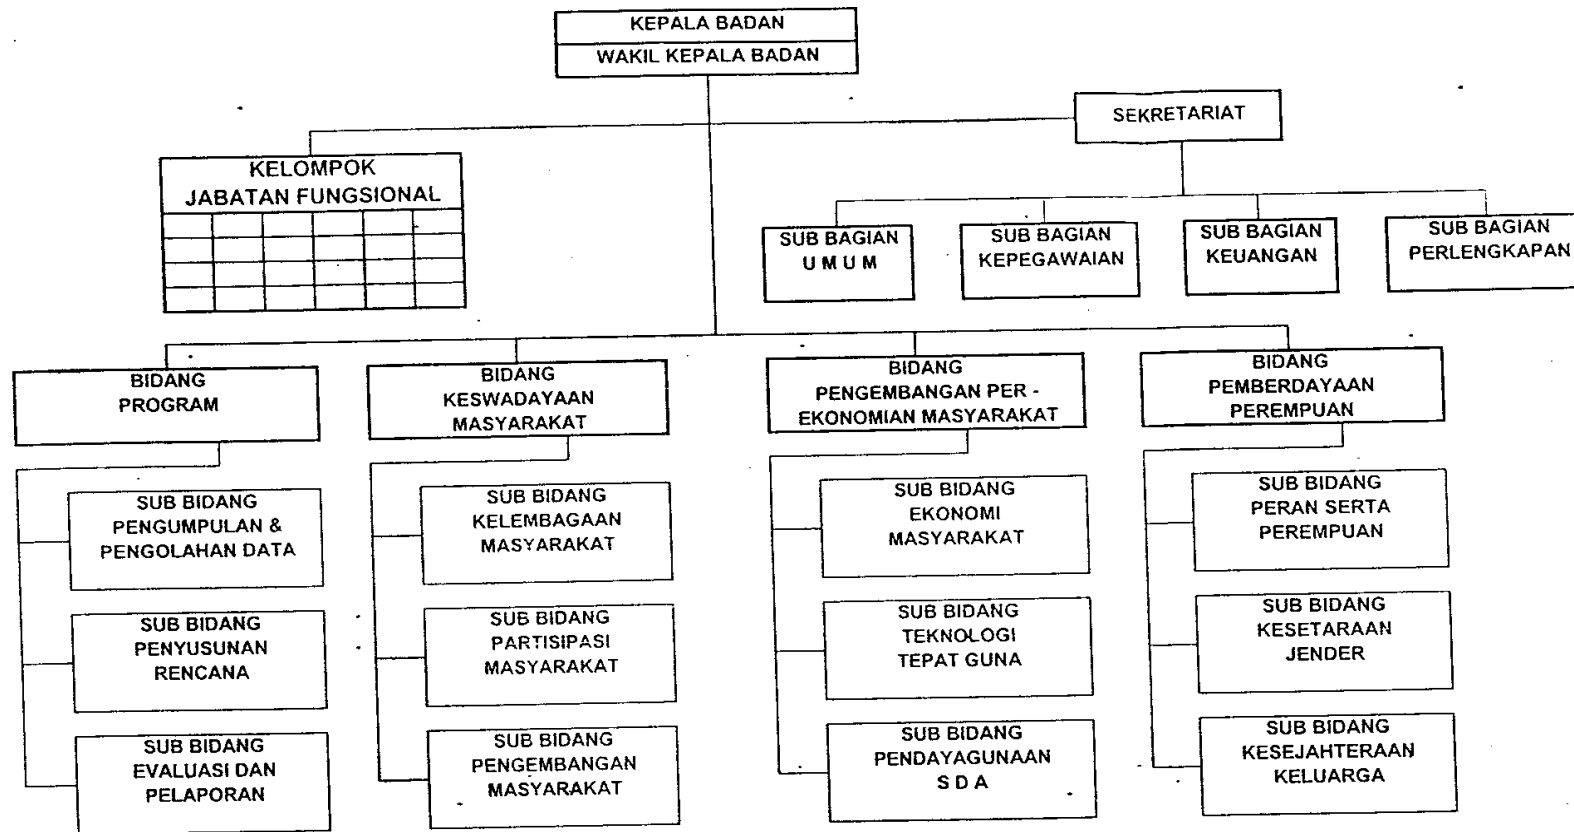 KEPALA BADAN
WAKIL KEPALA BADAN
SEKRETARIAT
KELOMPOK
JABATAN FUNGSIONAL
SUB BAGIAN
U M U M
SUB BAGIAN
KEPEGAWAIAN
SUB BAGIAN
KEUANGAN
SUB BAGIAN
PERLENGKAPAN
BIDANG
PROGRAM
BIDANG
KESWADAYAAN
MASYARAKAT
BIDANG
PENGEMBANGAN PER -
EKONOMIAN MASYARAKAT
BIDANG
PEMBERDAYAAN
PEREMPUAN
SUB BIDANG
PENGUMPULAN &
PENGOLAHAN DATA
SUB BIDANG
KELEMBAGAAN
MASYARAKAT
SUB BIDANG
EKONOMI
MASYARAKAT
SUB BIDANG
PERAN SERTA
PEREMPUAN
SUB BIDANG
PENYUSUNAN
RENCANA
SUB BIDANG
PARTISIPASI
MASYARAKAT
SUB BIDANG
TEKNOLOGI
TEPAT GUNA
SUB BIDANG
KESETARAAN
JENDER
SUB BIDANG
EVALUASI DAN
PELAPORAN
SUB BIDANG
PENGEMBANGAN
MASYARAKAT
SUB BIDANG
PENDAYAGUNAAN
S D A
SUB BIDANG
KESEJAHTERAAN
KELUARGA